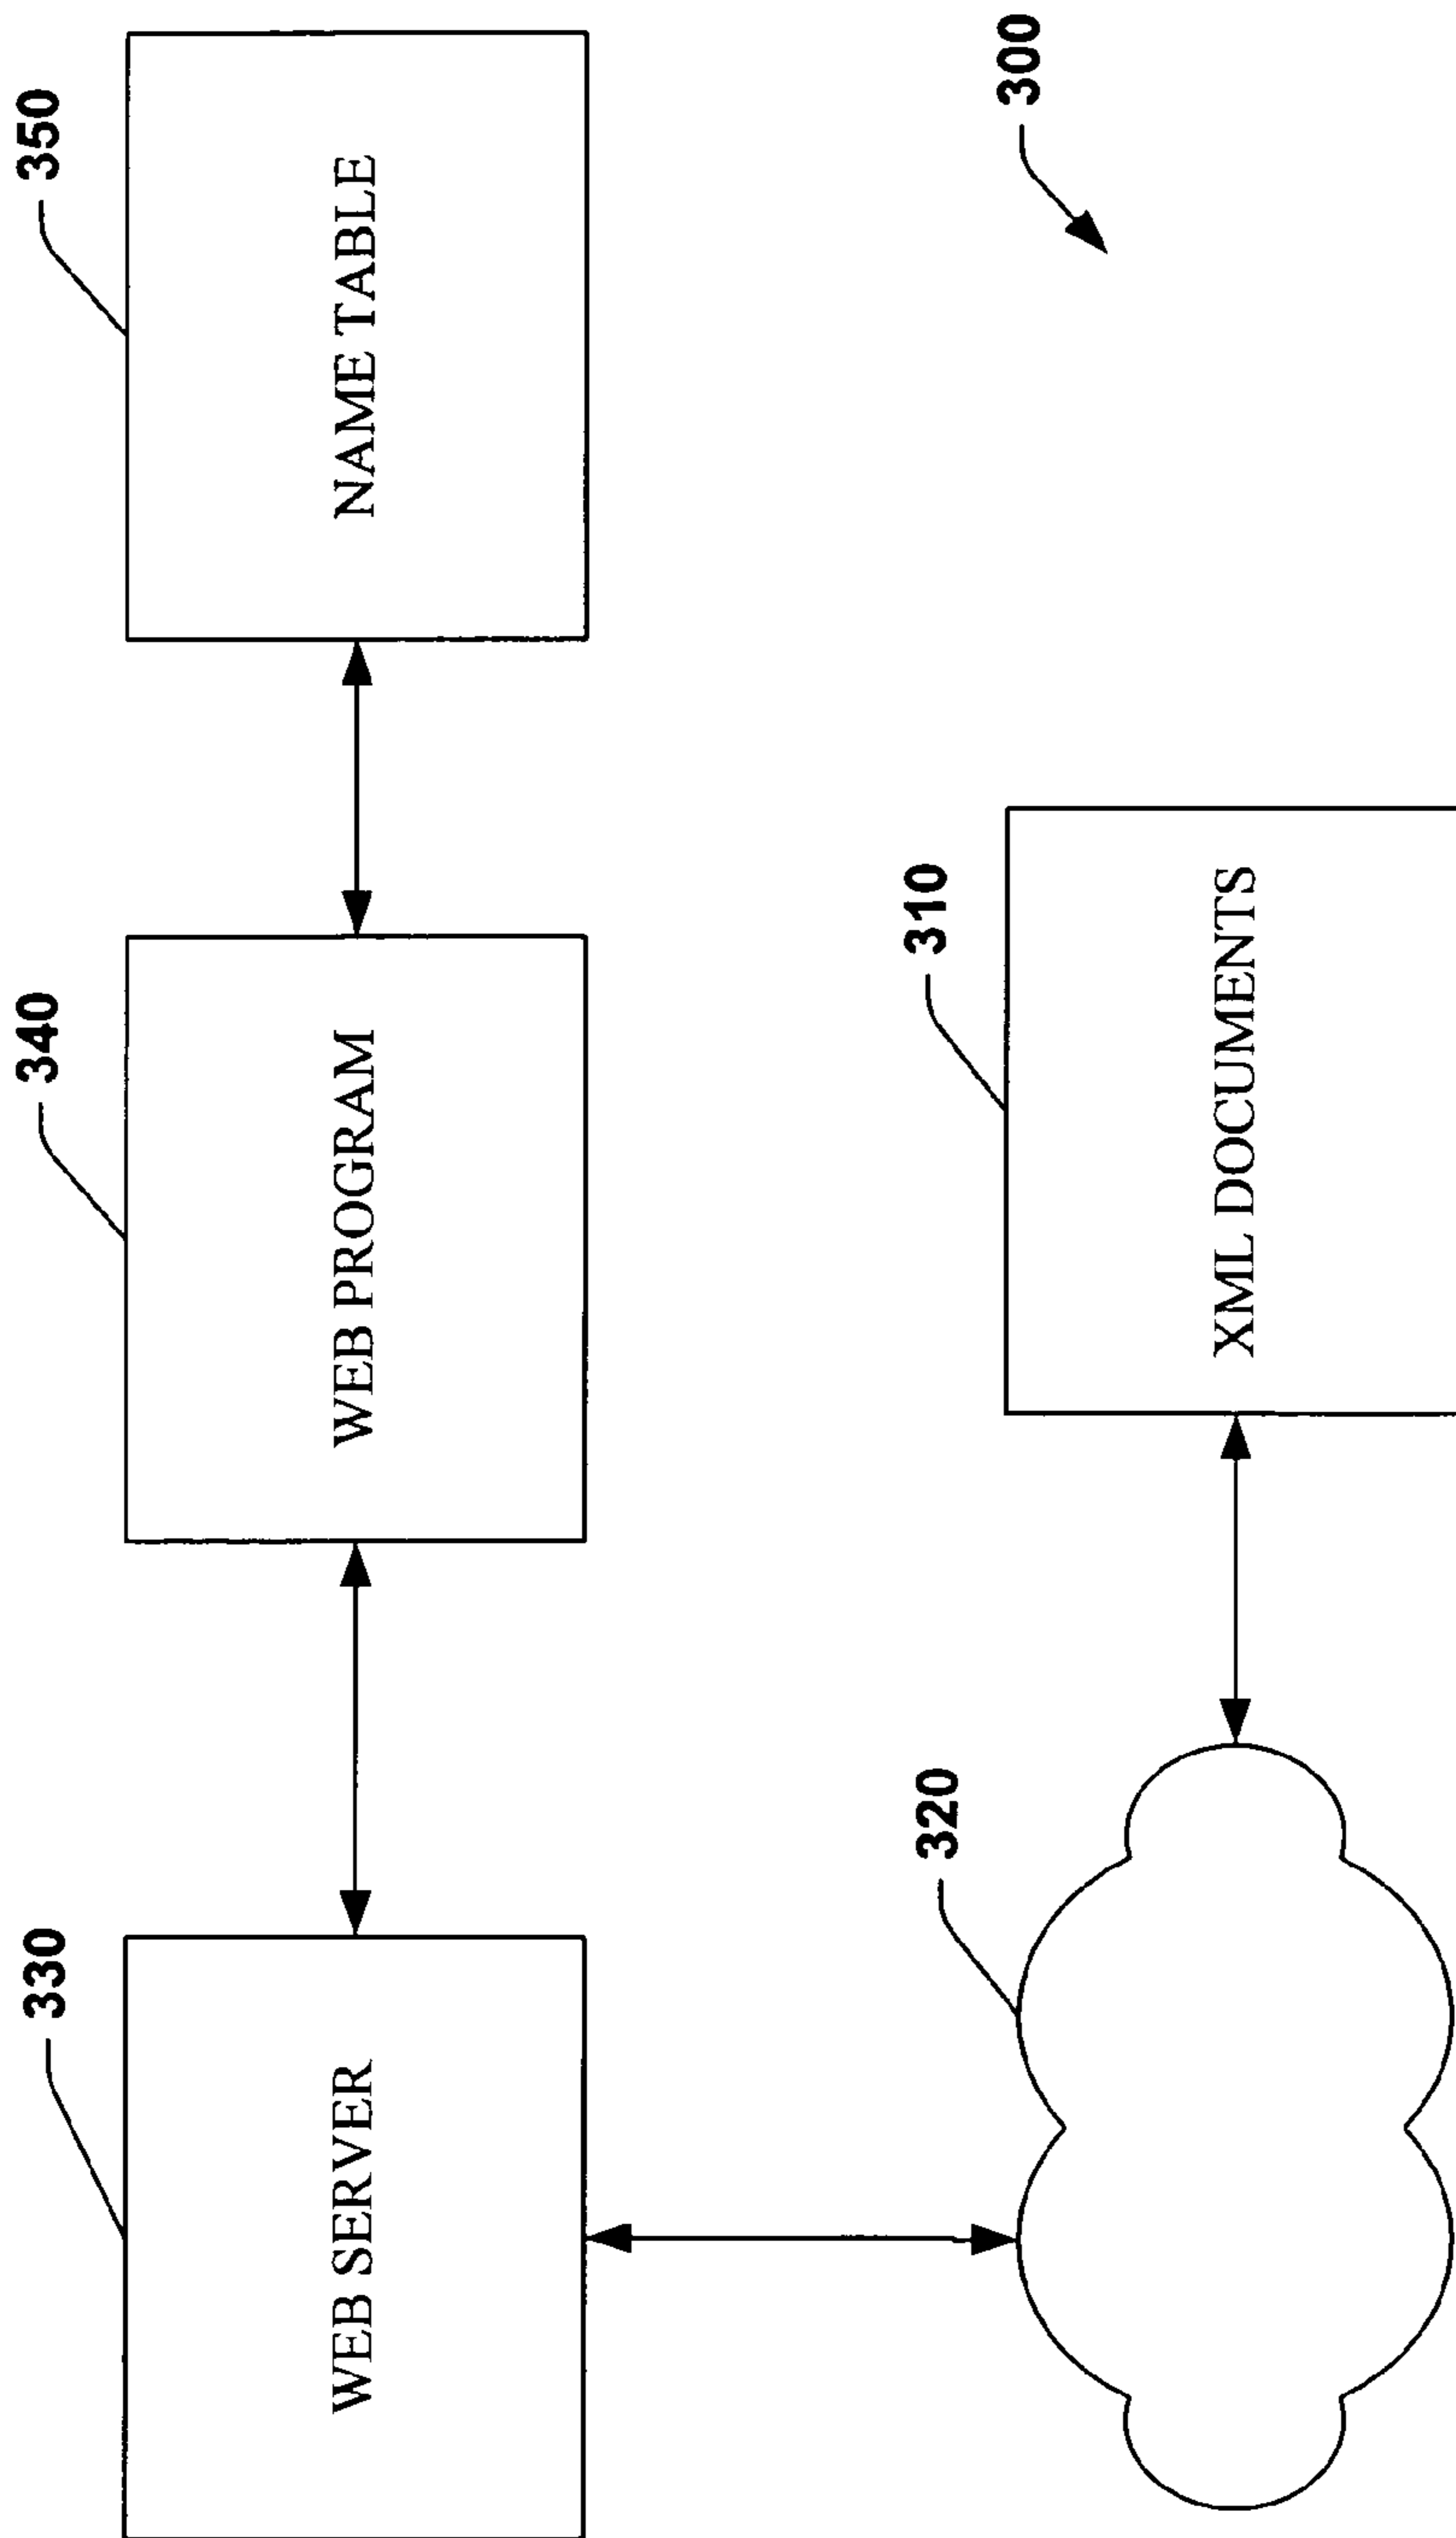 330
WEB SERVER
340
WEB PROGRAM
350
NAME TABLE
320
310
XML DOCUMENTS
300